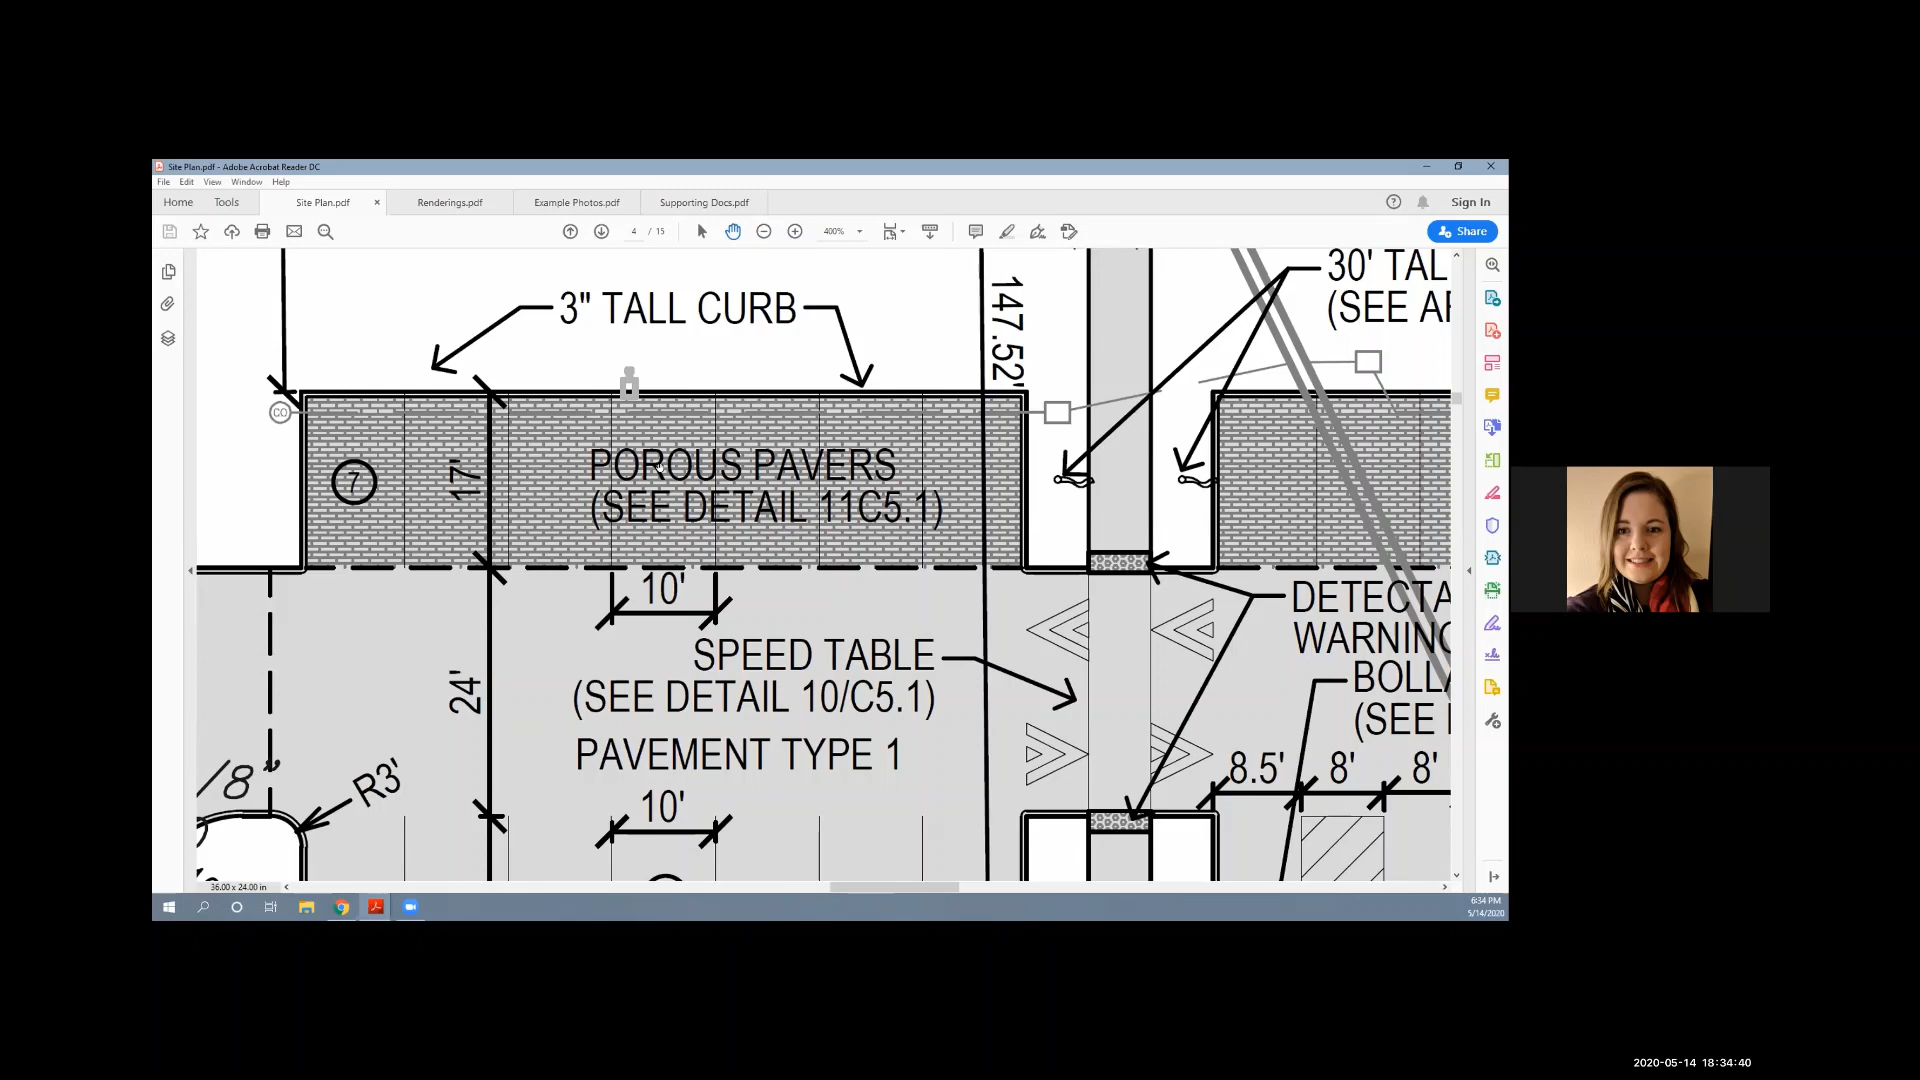 Site Plan.pdf - Adobe Acrobat Reader DC
File Edit View Window Help
Home Tools Site Plan.pdf × Renderings.pdf Example Photos.pdf Supporting Docs.pdf Sign In
4 / 15 400% Share
3" TALL CURB
147.52'
30' TAL
(SEE AF
CO
7
17'
POROUS PAVERS
(SEE DETAIL 11C5.1)
10'
DETECTA
WARNING
SPEED TABLE
(SEE DETAIL 10/C5.1)
24'
BOLLA
(SEE
PAVEMENT TYPE 1
/8"
R3'
10'
8.5' 8' 8'
36.00 x 24.00 in
6:34 PM
5/14/2020
2020-05-14 18:34:40